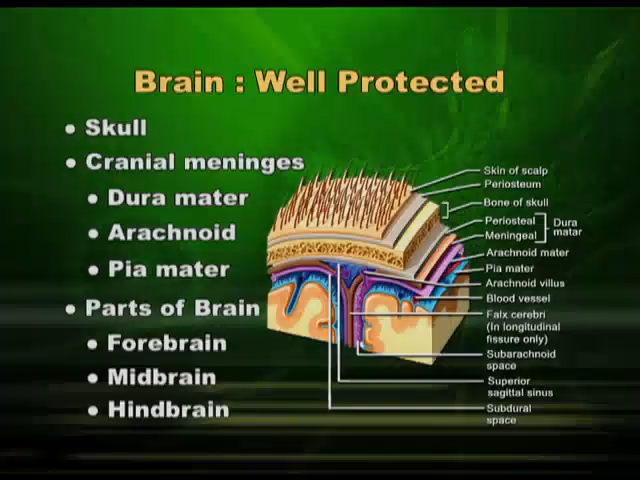 Brain : Well Protected
● Skull
● Cranial meninges
● Dura mater
● Arachnoid
● Pia mater
● Parts of Brain
● Forebrain
● Midbrain
● Hindbrain
Skin of scalp
Periosteum
Bone of skull
Periosteal
Meningeal
Dura
matar
Arachnoid mater
Pia mater
Arachnoid villus
Blood vessel
Falx cerebri
(in longitudinal
fissure only)
Subarachnoid
space
Superior
sagittal sinus
Subdural
space